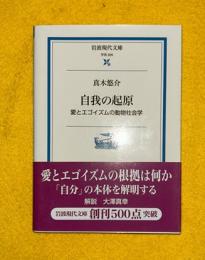 岩波現代文庫
真木悠介
自我の起原
愛とエゴイズムの動物社会学
愛とエゴイズムの根拠は何か
「自分」の本体を解明する
解説 大澤真幸
岩波現代文庫 創刊500点 突破